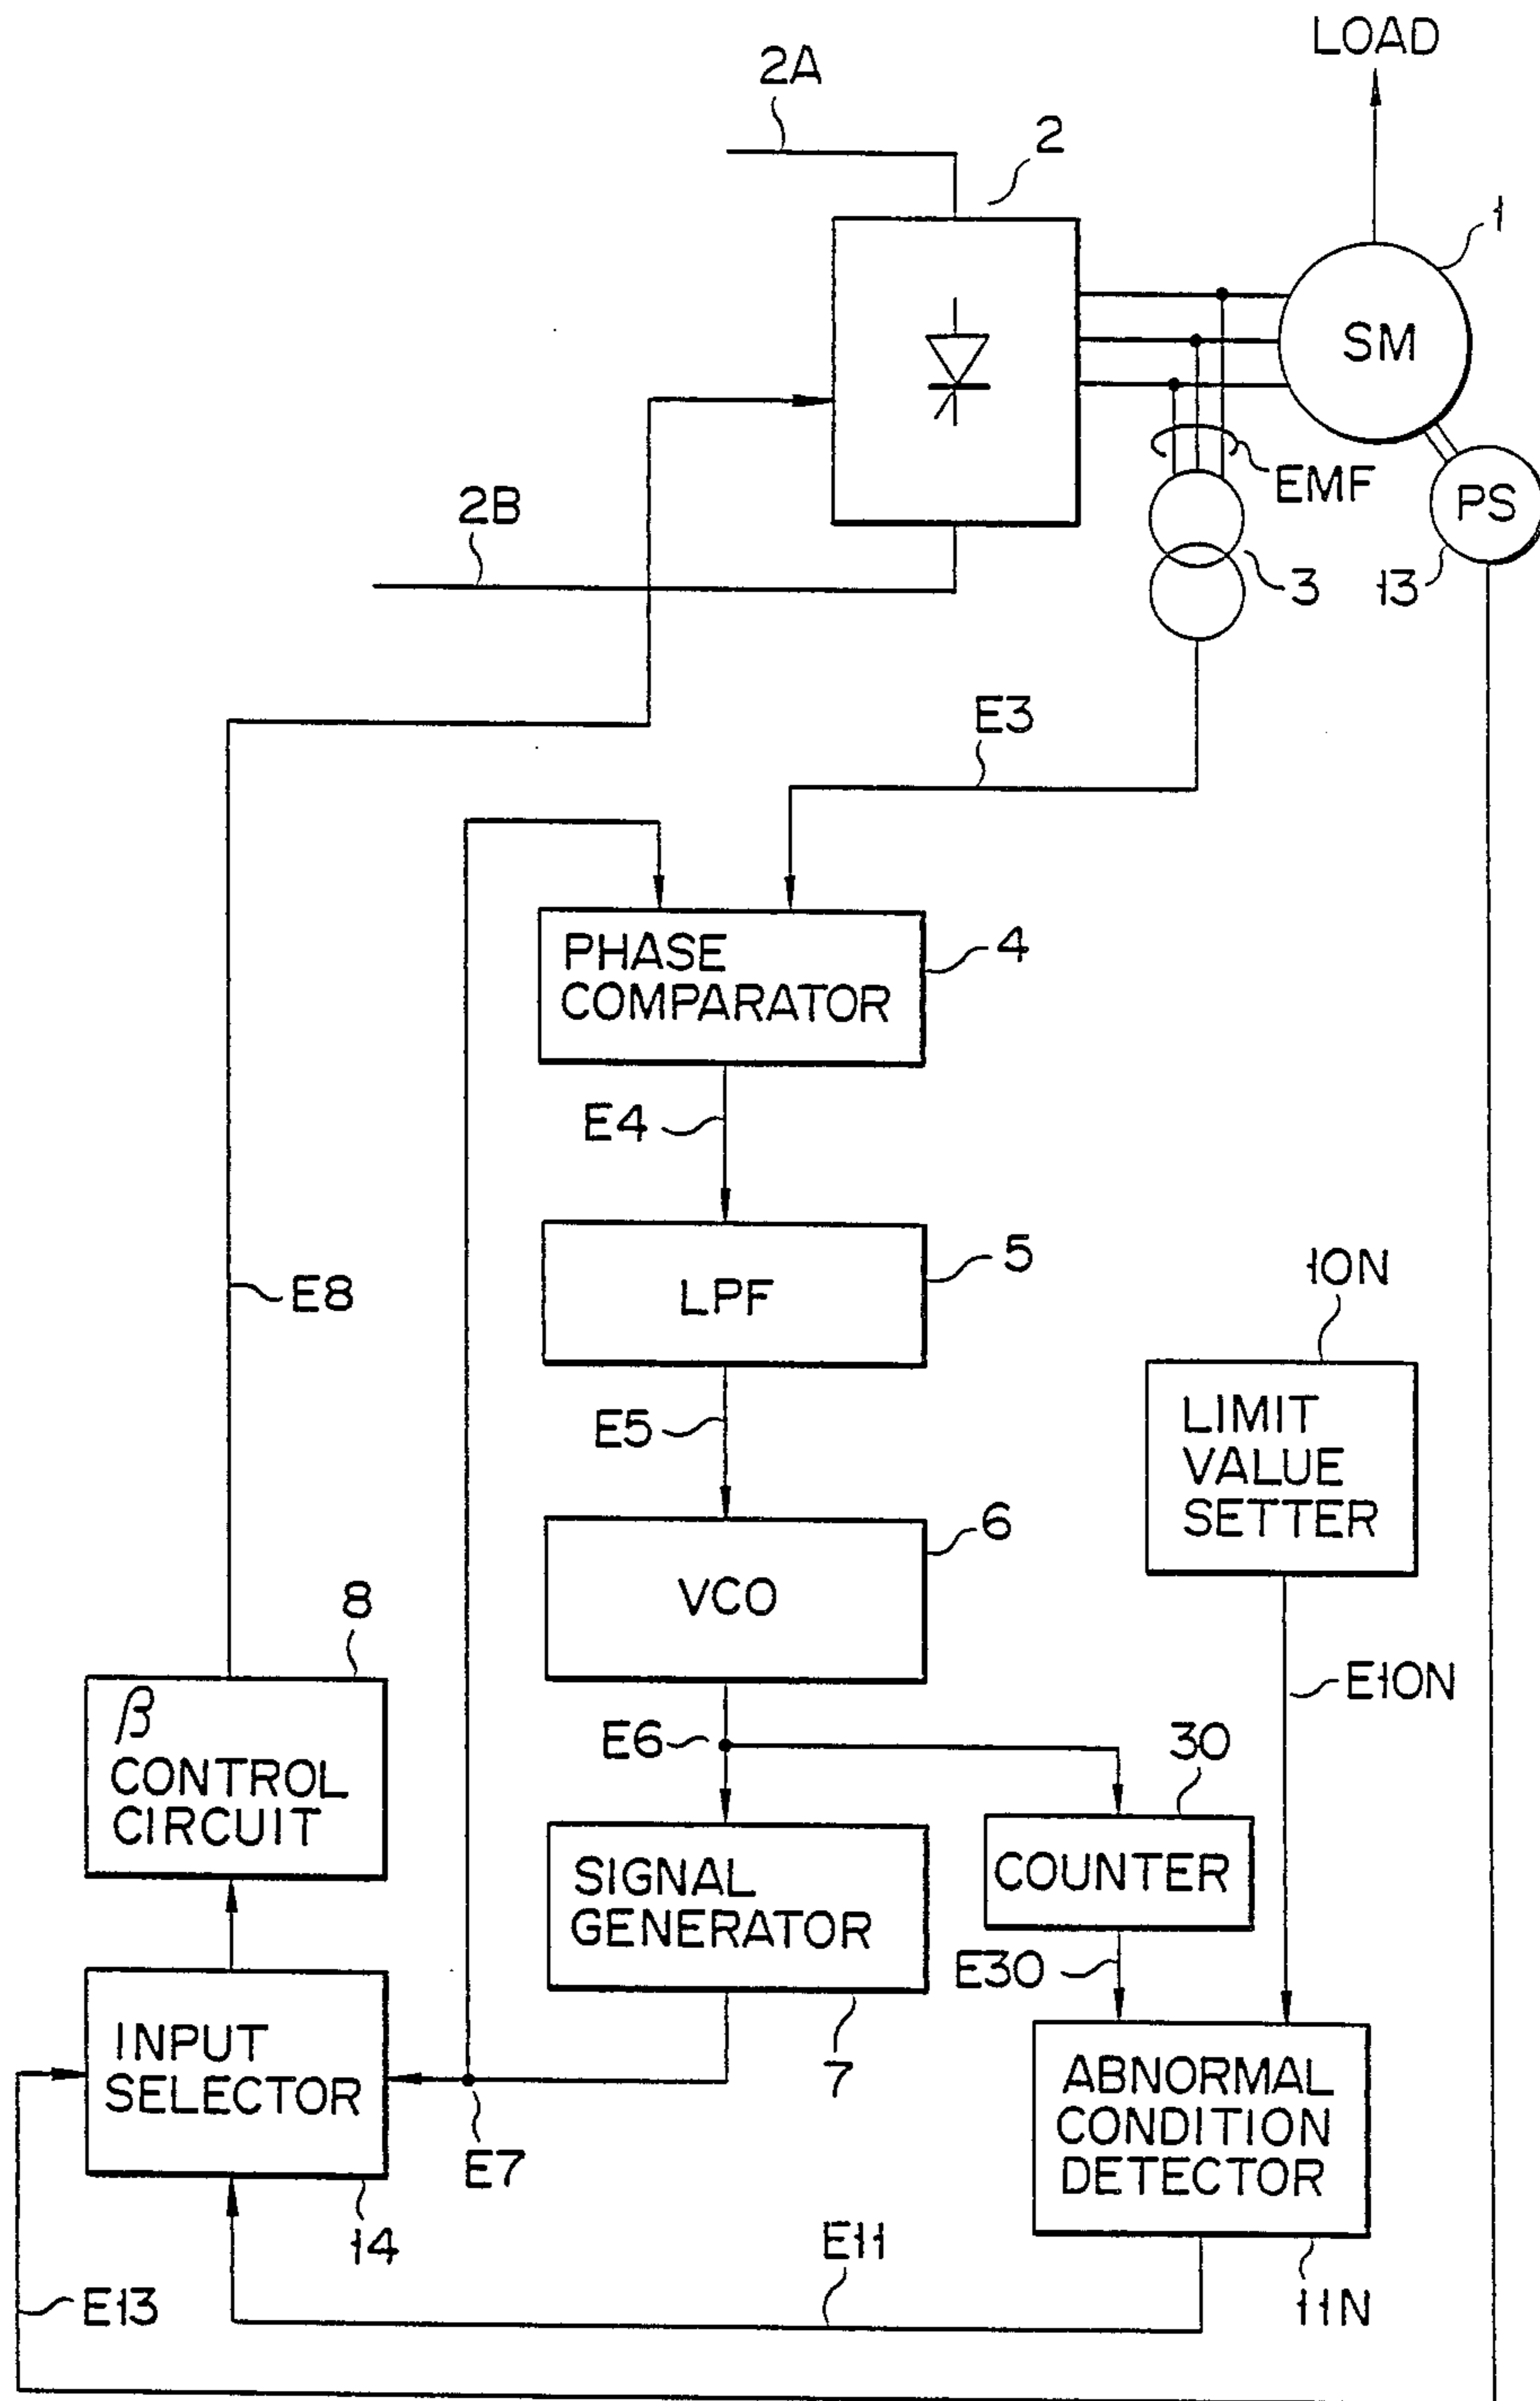 LOAD
2A
2
1
SM
EMF
PS
2B
3
13
E3
PHASE
COMPARATOR
4
E4
5
LPF
10N
E8
E5
LIMIT
VALUE
SETTER
6
VCO
8
E10N
β
CONTROL
CIRCUIT
E6
30
COUNTER
SIGNAL
GENERATOR
E30
INPUT
SELECTOR
7
ABNORMAL
CONDITION
DETECTOR
E7
14
E11
E13
11N